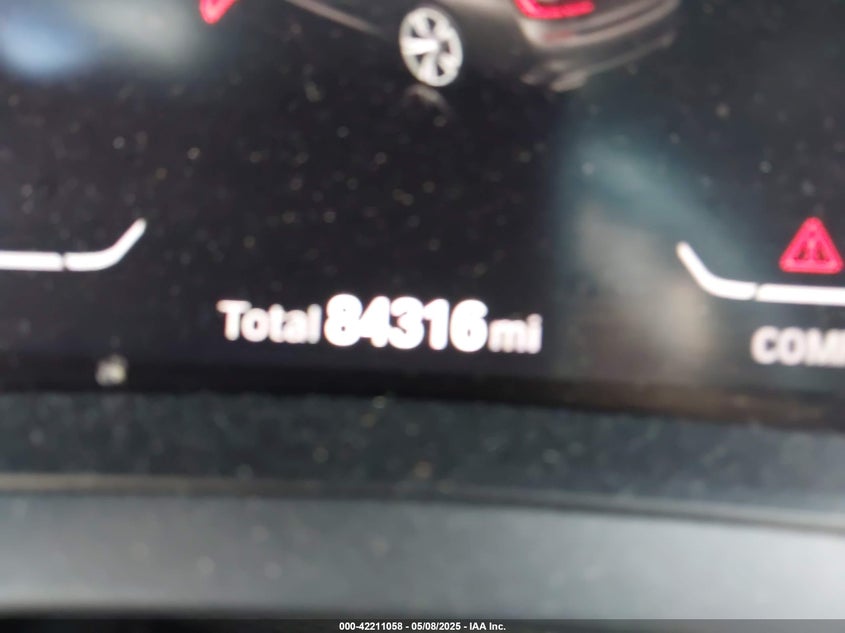 Total 84316 mi
COM
000-42211058 - 05/08/2025 - IAA Inc.